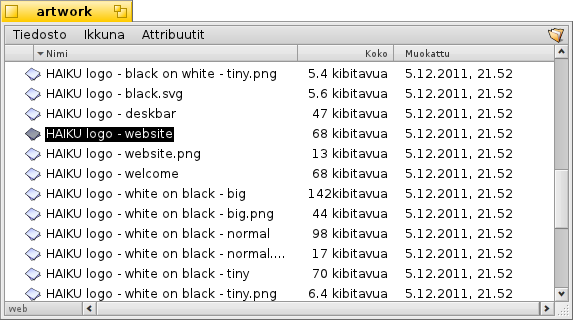 artwork
Tiedosto Ikkuna Attribuutit
Nimi Koko Muokattu
HAIKU logo - black on white - tiny.png 5.4 kibitavua 5.12.2011, 21.52
HAIKU logo - black.svg 5.6 kibitavua 5.12.2011, 21.52
HAIKU logo - deskbar 47 kibitavua 5.12.2011, 21.52
HAIKU logo - website 68 kibitavua 5.12.2011, 21.52
HAIKU logo - website.png 13 kibitavua 5.12.2011, 21.52
HAIKU logo - welcome 68 kibitavua 5.12.2011, 21.52
HAIKU logo - white on black - big 142kibitavua 5.12.2011, 21.52
HAIKU logo - white on black - big.png 44 kibitavua 5.12.2011, 21.52
HAIKU logo - white on black - normal 98 kibitavua 5.12.2011, 21.52
HAIKU logo - white on black - normal.... 17 kibitavua 5.12.2011, 21.52
HAIKU logo - white on black - tiny 70 kibitavua 5.12.2011, 21.52
HAIKU logo - white on black - tiny.png 6.4 kibitavua 5.12.2011, 21.52
web